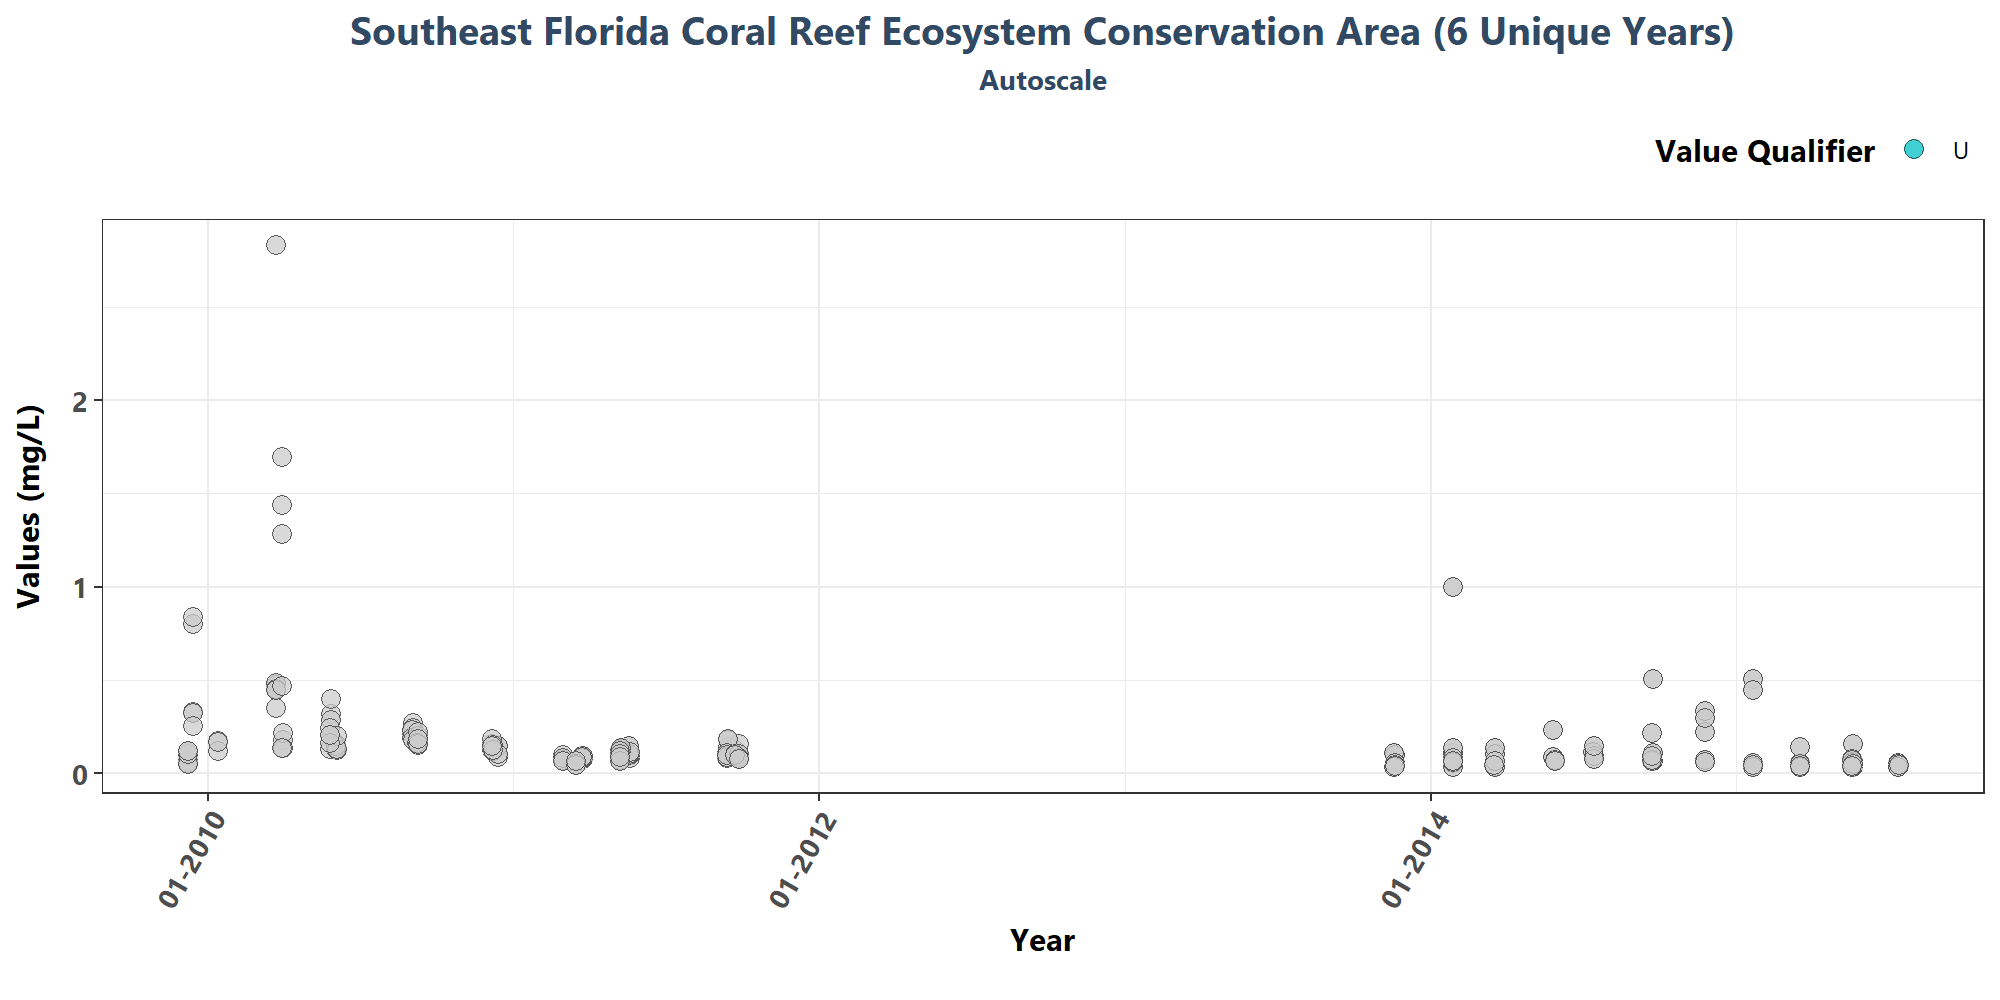 Southeast Florida Coral Reef Ecosystem Conservation Area (6 Unique Years)
Autoscale
Value Qualifier U
Values (mg/L)
2
1
0
01-2010
01-2012
01-2014
Year